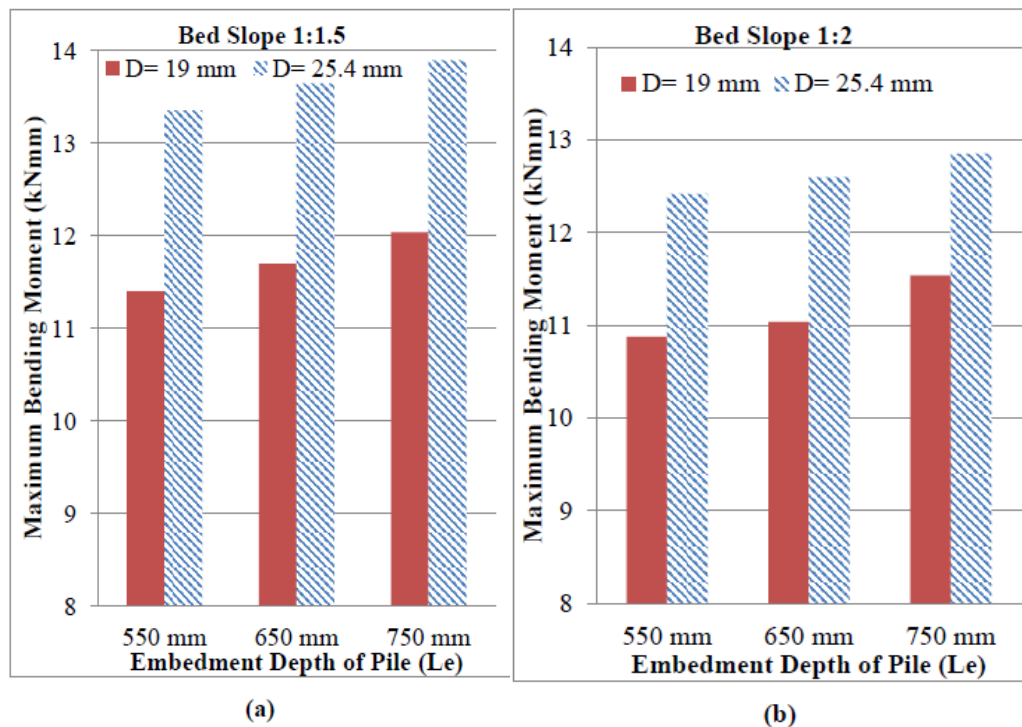 Bed Slope 1:1.5
D= 19 mm D= 25.4 mm
14
13
12
11
10
9
8
Maximum Bending Moment (kNmm)
550 mm 650 mm 750 mm
Embedment Depth of Pile (Le)
(a)
Bed Slope 1:2
D= 19 mm D= 25.4 mm
14
13
12
11
10
9
8
Maximum Bending Moment (kNmm)
550 mm 650 mm 750 mm
Embedment Depth of Pile (Le)
(b)